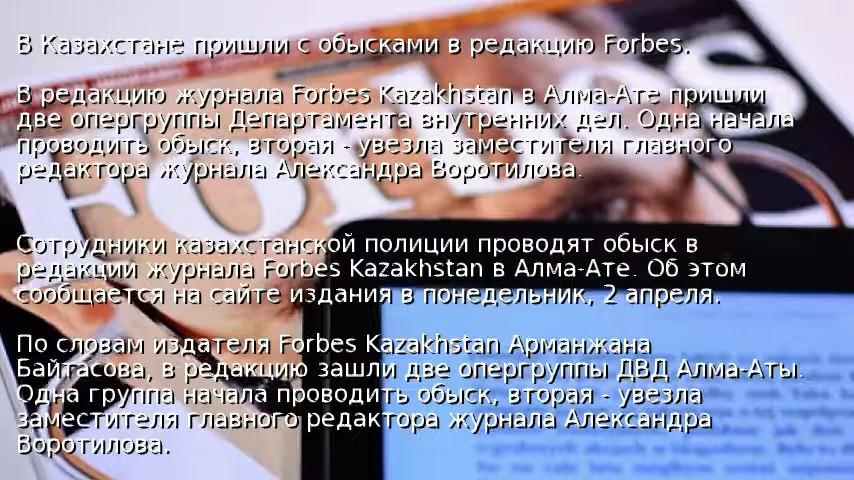 В Казахстане пришли с обысками в редакцию Forbes.
В редакцию журнала Forbes Kazakhstan в Алма-Ате пришли
две опергруппы Департамента внутренних дел. Одна начала
проводить обыск, вторая - увезла заместителя главного
редактора журнала Александра Воротилова.
Сотрудники казахстанской полиции проводят обыск в
редакции журнала Forbes Kazakhstan в Алма-Ате. Об этом
сообщается на сайте издания в понедельник, 2 апреля.
По словам издателя Forbes Kazakhstan Арманжана
Байтасова, в редакцию зашли две опергруппы ДВД Алма-Аты.
Одна группа начала проводить обыск, вторая - увезла
заместителя главного редактора журнала Александра
Воротилова.